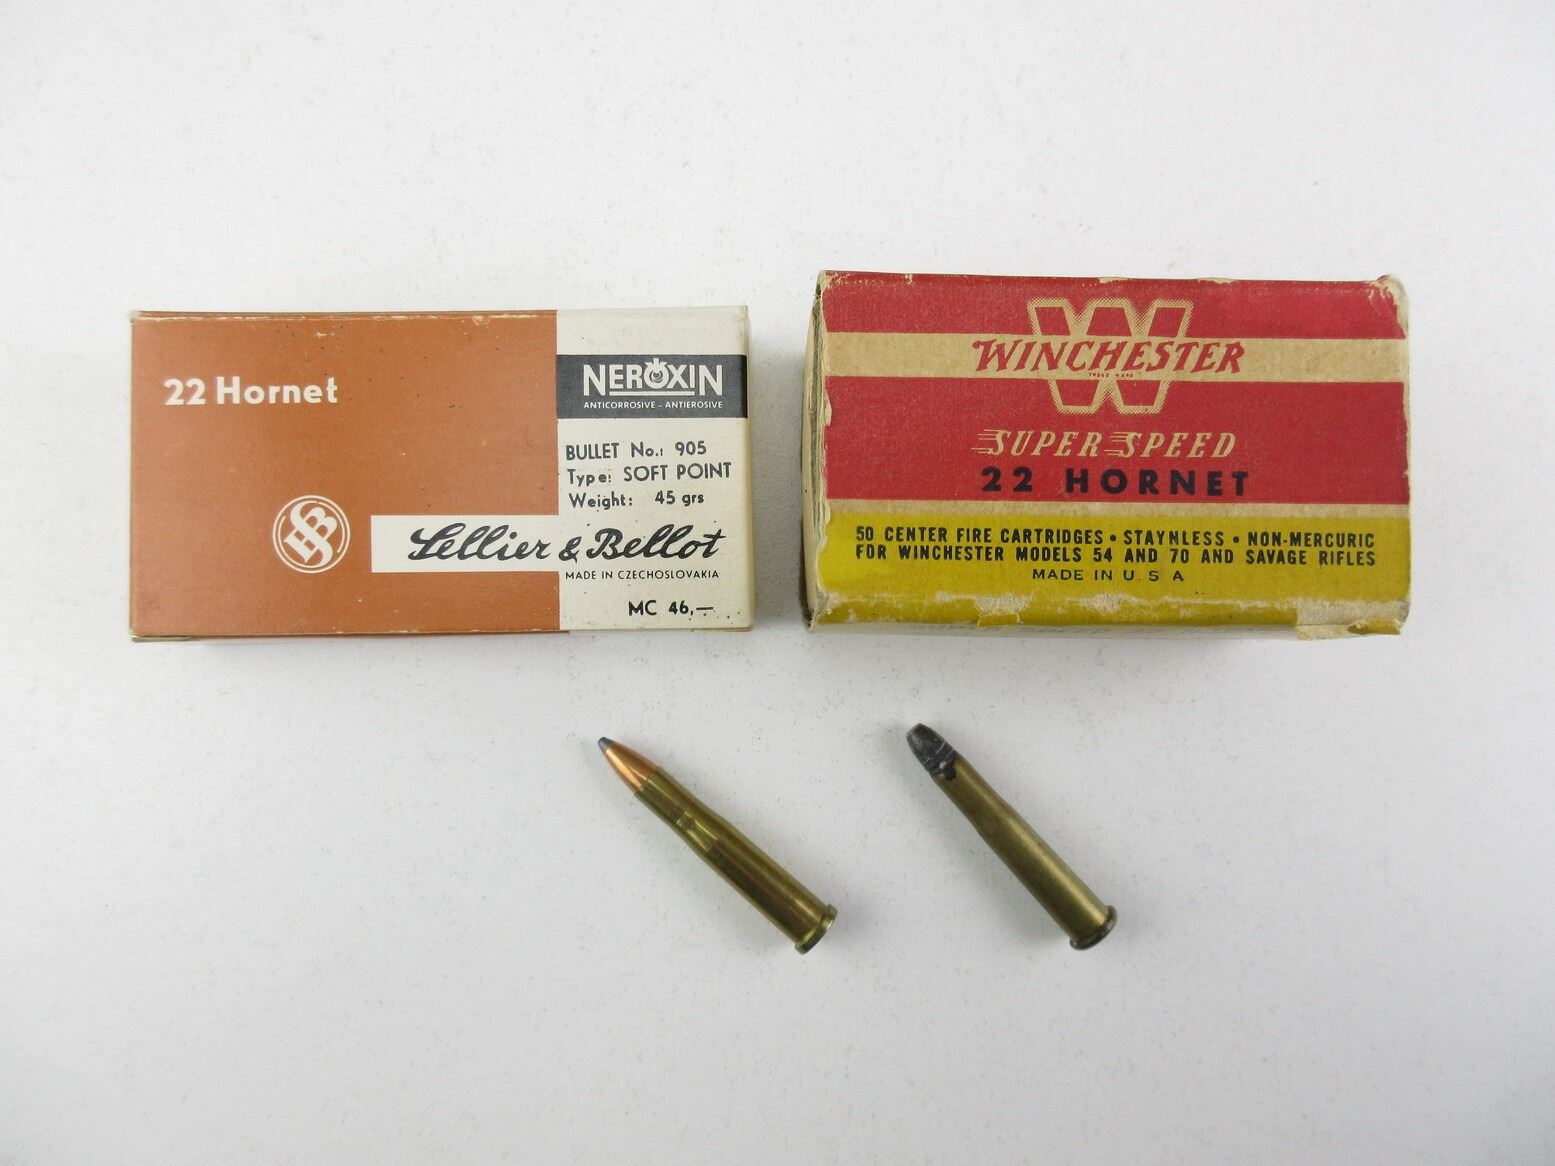 22 Hornet
NEROXIN
ANTICORROSIVE - ANTIEROSIVE
BULLET No.: 905
Type: SOFT POINT
Weight: 45 grs
S&B
Sellier & Bellot
MADE IN CZECHOSLOVAKIA
MC 46,—
W
WINCHESTER
TRADE MARK
SUPER SPEED
22 HORNET
50 CENTER FIRE CARTRIDGES • STAYNLESS • NON-MERCURIC
FOR WINCHESTER MODELS 54 AND 70 AND SAVAGE RIFLES
MADE IN U.S A